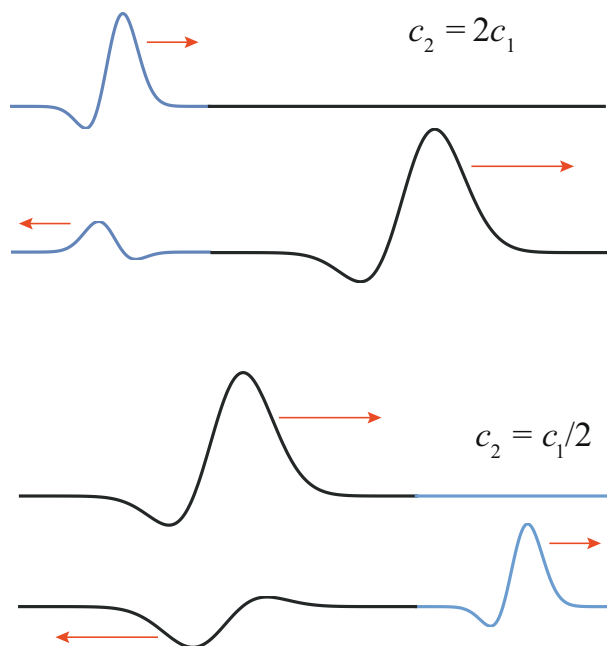 c₂ = 2c₁
c₂ = c₁/2